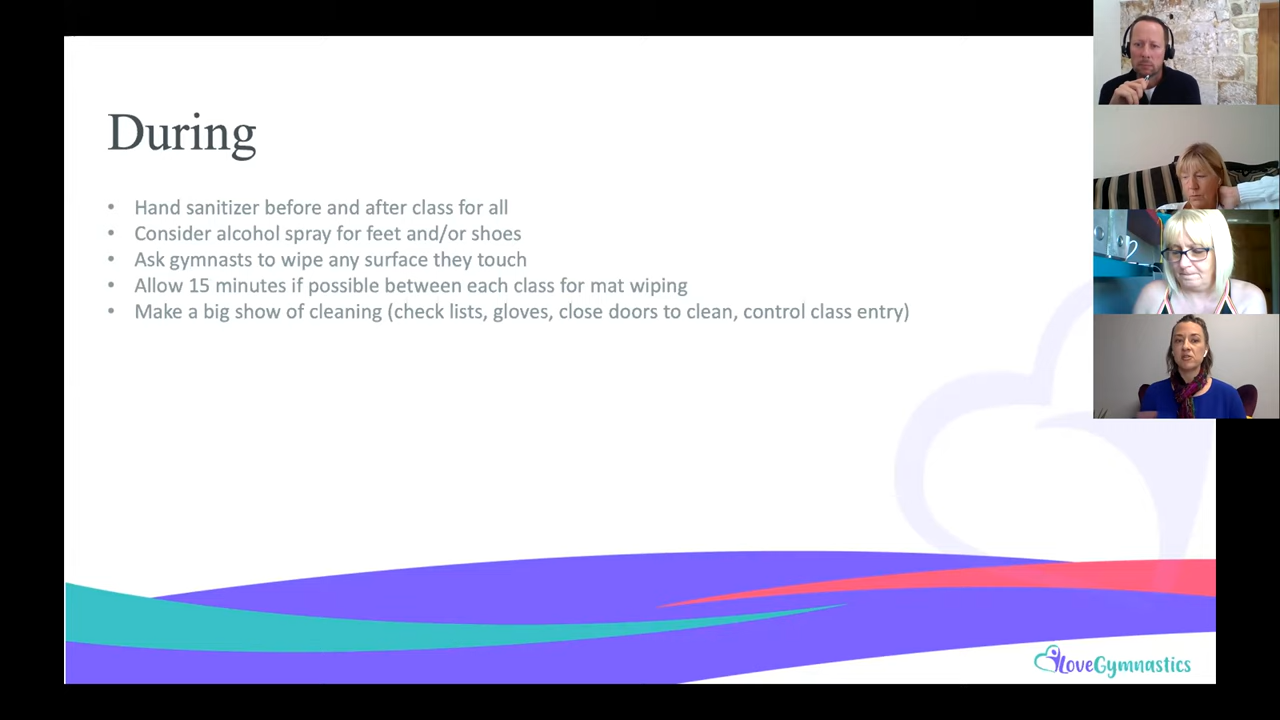 During
• Hand sanitizer before and after class for all
• Consider alcohol spray for feet and/or shoes
• Ask gymnasts to wipe any surface they touch
• Allow 15 minutes if possible between each class for mat wiping
• Make a big show of cleaning (check lists, gloves, close doors to clean, control class entry)
iLoveGymnastics